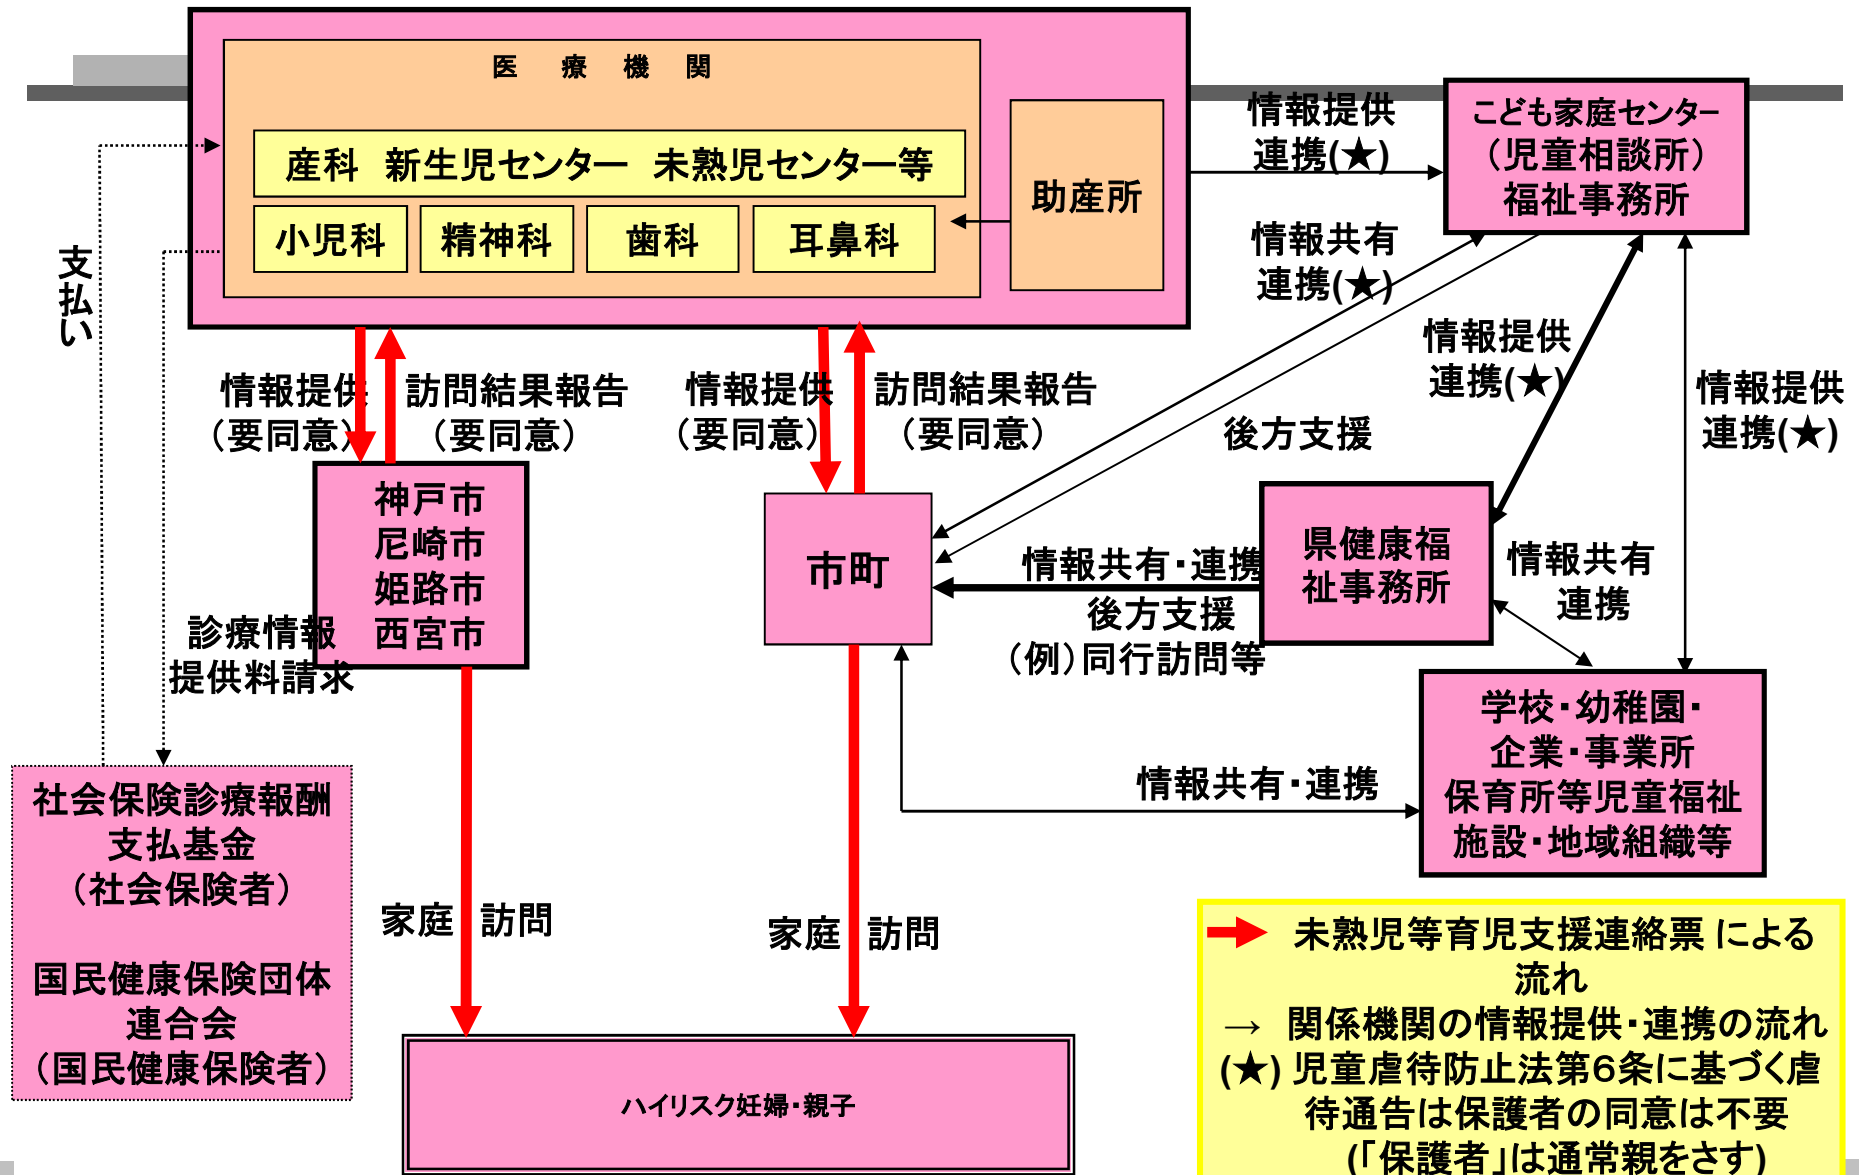 医　療　機　関
産科　新生児センター　未熟児センター等
小児科
精神科
歯科
耳鼻科
助産所
情報提供
連携(★)
こども家庭センター
（児童相談所）
福祉事務所
支払い
情報共有
連携(★)
情報提供
連携(★)
情報提供
連携(★)
情報提供
（要同意）
訪問結果報告
（要同意）
情報提供
（要同意）
訪問結果報告
（要同意）
後方支援
神戸市
尼崎市
姫路市
西宮市
市町
情報共有・連携
後方支援
（例）同行訪問等
県健康福
祉事務所
情報共有
連携
診療情報
提供料請求
学校・幼稚園・
企業・事業所
保育所等児童福祉
施設・地域組織等
情報共有・連携
社会保険診療報酬
支払基金
（社会保険者）
国民健康保険団体
連合会
（国民健康保険者）
家庭　訪問
家庭　訪問
ハイリスク妊婦・親子
未熟児等育児支援連絡票 による
流れ
→　関係機関の情報提供・連携の流れ
(★) 児童虐待防止法第６条に基づく虐
待通告は保護者の同意は不要
(「保護者」は通常親をさす)